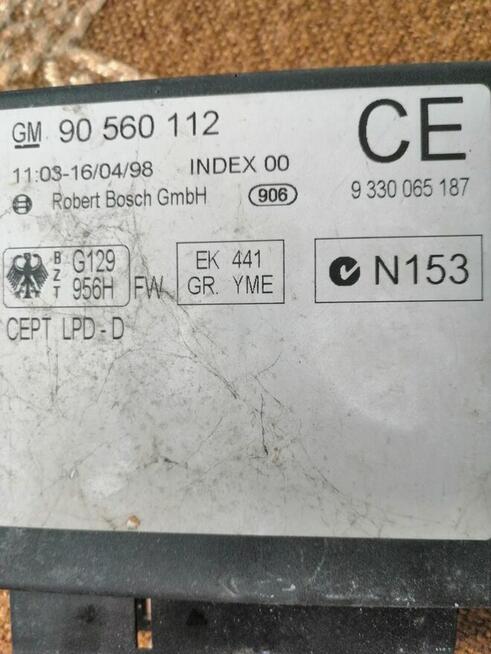 GM 90 560 112
CE
11:03-16/04/98 INDEX 00
Robert Bosch GmbH 906 9 330 065 187
BZT G129 956H FW
EK 441
GR. YME
N153
CEPT LPD-D